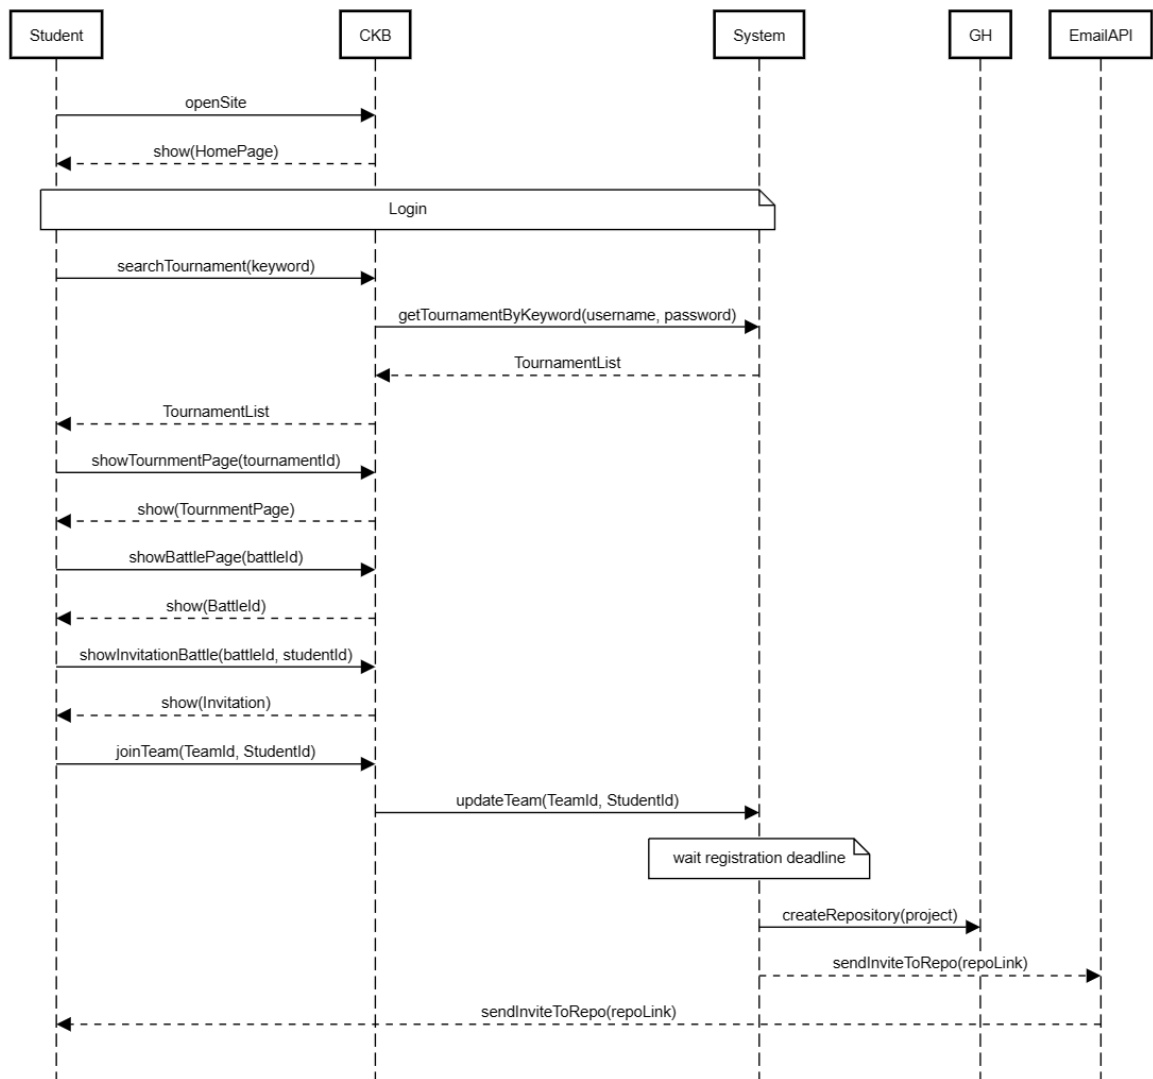 Student
CKB
System
GH
EmailAPI
openSite
show(HomePage)
Login
searchTournament(keyword)
getTournamentByKeyword(username, password)
TournamentList
TournamentList
showTournmentPage(tournamentId)
show(TournmentPage)
showBattlePage(battleId)
show(BattleId)
showInvitationBattle(battleId, studentId)
show(Invitation)
joinTeam(TeamId, StudentId)
updateTeam(TeamId, StudentId)
wait registration deadline
createRepository(project)
sendInviteToRepo(repoLink)
sendInviteToRepo(repoLink)